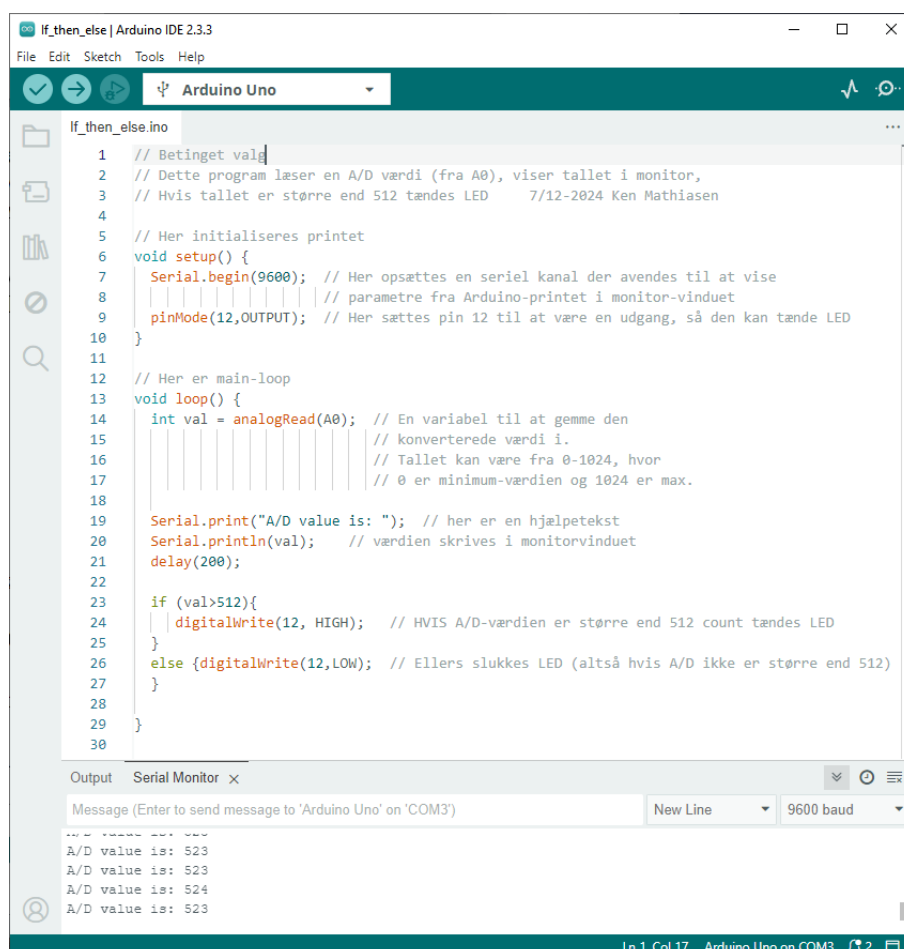 If_then_else | Arduino IDE 2.3.3
File Edit Sketch Tools Help
Arduino Uno
If_then_else.ino
1 // Betinget valg
2 // Dette program læser en A/D værdi (fra A0), viser tallet i monitor,
3 // Hvis tallet er større end 512 tændes LED 7/12-2024 Ken Mathiasen
4
5 // Her initialiseres printet
6 void setup() {
7 Serial.begin(9600); // Her opsættes en seriel kanal der avendes til at vise
8 // parametre fra Arduino-printet i monitor-vinduet
9 pinMode(12,OUTPUT); // Her sættes pin 12 til at være en udgang, så den kan tænde LED
10 }
11
12 // Her er main-loop
13 void loop() {
14 int val = analogRead(A0); // En variabel til at gemme den
15 // konverterede værdi i.
16 // Tallet kan være fra 0-1024, hvor
17 // 0 er minimum-værdien og 1024 er max.
18
19 Serial.print("A/D value is: "); // her er en hjælpetekst
20 Serial.println(val); // værdien skrives i monitorvinduet
21 delay(200);
22
23 if (val>512){
24 digitalWrite(12, HIGH); // HVIS A/D-værdien er større end 512 count tændes LED
25 }
26 else {digitalWrite(12,LOW); // Ellers slukkes LED (altså hvis A/D ikke er større end 512)
27 }
28
29 }
30
Output Serial Monitor x
Message (Enter to send message to 'Arduino Uno' on 'COM3') New Line 9600 baud
A/D value is:
A/D value is: 523
A/D value is: 523
A/D value is: 524
A/D value is: 523
Ln 1, Col 17 Arduino Uno on COM3 2